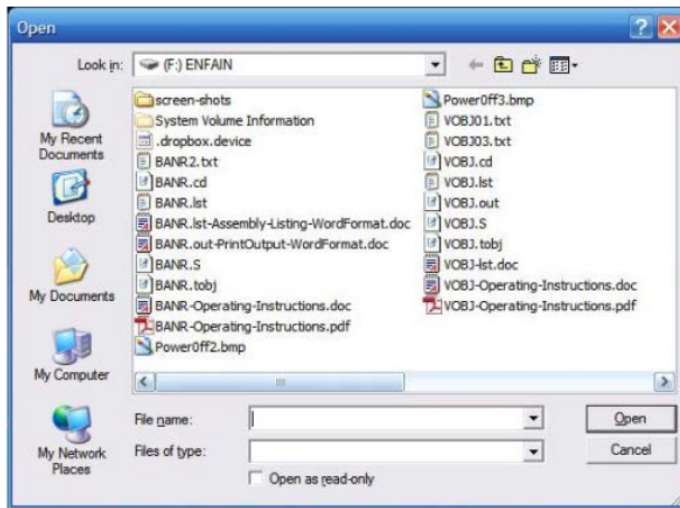 Open
Look in:
(F:) ENFAIN
My Recent
Documents
Desktop
My Documents
My Computer
My Network
Places
screen-shots
System Volume Information
.dropbox.device
BANR2.txt
BANR.cd
BANR.lst
BANR.lst-Assembly-Listing-WordFormat.doc
BANR.out-PrintOutput-WordFormat.doc
BANR.S
BANR.tobj
BANR-Operating-Instructions.doc
BANR-Operating-Instructions.pdf
Power0ff2.bmp
Power0ff3.bmp
VOBJ01.txt
VOBJ03.txt
VOBJ.cd
VOBJ.lst
VOBJ.out
VOBJ.S
VOBJ.tobj
VOBJ-lst.doc
VOBJ-Operating-Instructions.doc
VOBJ-Operating-Instructions.pdf
File name:
Open
Files of type:
Cancel
Open as read-only